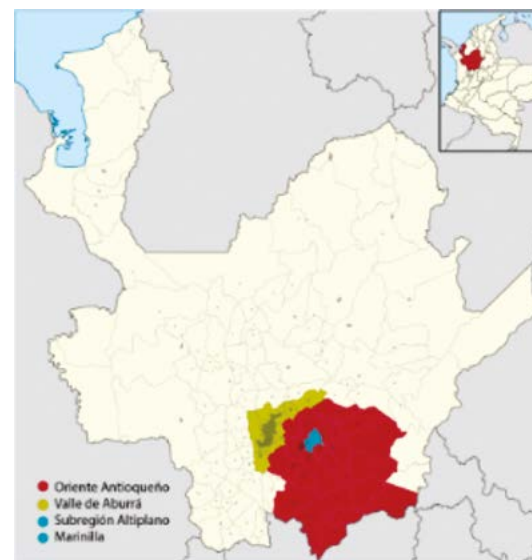 Oriente Antioqueño
Valle de Aburrá
Subregión Altiplano
Marinilla